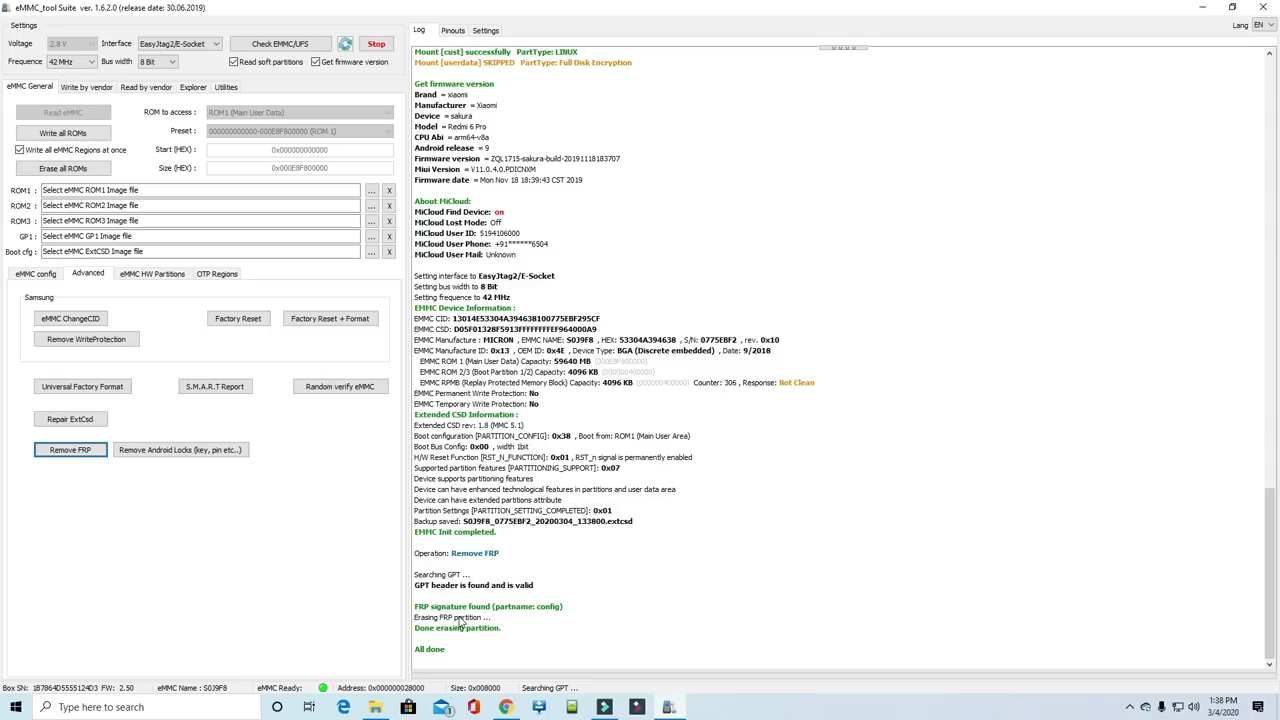 eMMC_tool Suite   ver. 1.6.2.0 (release date: 30.06.2019)
Settings
Voltage 2.8 V Interface EasyJtag2/E-Socket Check EMMC/UFS Stop
Frequency 42 MHz Bus width 8 Bit Read soft partitions Get firmware version
eMMC General Write by vendor Read by vendor Explorer Utilities
Read eMMC ROM to access : ROM1 (Main User Data)
Write all ROMs Preset : 000000000000-000E8F800000 (ROM 1)
Write all eMMC Regions at once Start (HEX) : 0x000000000000
Erase all ROMs Size (HEX) : 0x000E8F800000
ROM1 : Select eMMC ROM1 Image file ... X
ROM2 : Select eMMC ROM2 Image file ... X
ROM3 : Select eMMC ROM3 Image file ... X
GP1 : Select eMMC GP1 Image file ... X
Boot cfg : Select eMMC ExtCSD Image file ... X
eMMC config Advanced eMMC HW Partitions OTP Regions
Samsung
eMMC ChangeCID Factory Reset Factory Reset + Format
Remove WriteProtection
Universal Factory Format S.M.A.R.T Report Random verify eMMC
Repair ExtCsd
Remove FRP Remove Android Locks (key, pin etc..)
Lang EN
Log Pinouts Settings
Mount [cust] successfully PartType: LINUX
Mount [userdata] SKIPPED PartType: Full Disk Encryption
Get firmware version
Brand = xiaomi
Manufacturer = Xiaomi
Device = sakura
Model = Redmi 6 Pro
CPU Abi = arm64-v8a
Android release = 9
Firmware version = ZQL1715-sakura-build-20191118183707
Miui Version = V11.0.4.0.PDICNXM
Firmware date = Mon Nov 18 18:39:43 CST 2019
About MiCloud:
MiCloud Find Device: on
MiCloud Lost Mode: Off
MiCloud User ID: 5194106000
MiCloud User Phone: +91******6504
MiCloud User Mail: Unknown
Setting interface to EasyJtag2/E-Socket
Setting bus width to 8 Bit
Setting frequency to 42 MHz
EMMC Device Information :
EMMC CID: 13014E53304A394638100775EBF295CF
EMMC CSD: D05F01328F5913FFFFFFFFEF964000A9
EMMC Manufacture : MICRON , EMMC NAME: S0J9F8 , HEX: 53304A394638 , S/N: 0775EBF2 , rev. 0x10
EMMC Manufacture ID: 0x13 , OEM ID: 0x4E , Device Type: BGA (Discrete embedded) , Date: 9/2018
EMMC ROM 1 (Main User Data) Capacity: 59640 MB (000E8F800000)
EMMC ROM 2/3 (Boot Partition 1/2) Capacity: 4096 KB (000000400000)
EMMC RPMB (Replay Protected Memory Block) Capacity: 4096 KB (000000400000) Counter: 306 , Response: Not Clean
EMMC Permanent Write Protection: No
EMMC Temporary Write Protection: No
Extended CSD Information :
Extended CSD rev: 1.8 (MMC 5.1)
Boot configuration [PARTITION_CONFIG]: 0x38 , Boot from: ROM1 (Main User Area)
Boot Bus Config: 0x00 , width 1bit
H/W Reset Function [RST_N_FUNCTION]: 0x01 , RST_n signal is permanently enabled
Supported partition features [PARTITIONING_SUPPORT]: 0x07
Device supports partitioning features
Device can have enhanced technological features in partitions and user data area
Device can have extended partitions attribute
Partition Settings [PARTITION_SETTING_COMPLETED]: 0x01
Backup saved: S0J9F8_0775EBF2_20200304_133800.extcsd
EMMC Init completed.
Operation: Remove FRP
Searching GPT ...
GPT header is found and is valid
FRP signature found (partname: config)
Erasing FRP partition ...
Done erasing partition.
All done
Box SN: 1B7864D5555124D3 FW: 2.50 eMMC Name : S0J9F8 eMMC Ready: Address: 0x000000028000 Size: 0x008000 Searching GPT ...
Type here to search
1:38 PM
3/4/2020